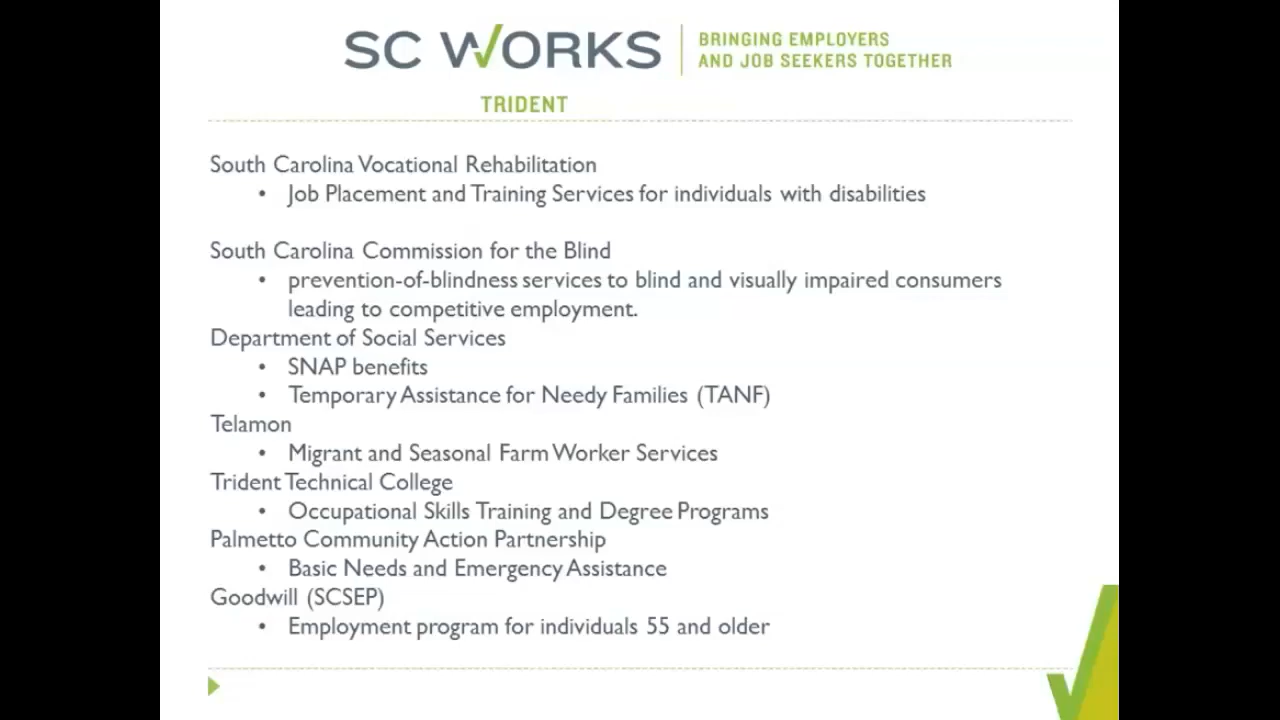 SC WORKS
BRINGING EMPLOYERS
AND JOB SEEKERS TOGETHER
TRIDENT
South Carolina Vocational Rehabilitation
• Job Placement and Training Services for individuals with disabilities
South Carolina Commission for the Blind
• prevention-of-blindness services to blind and visually impaired consumers
leading to competitive employment.
Department of Social Services
• SNAP benefits
• Temporary Assistance for Needy Families (TANF)
Telamon
• Migrant and Seasonal Farm Worker Services
Trident Technical College
• Occupational Skills Training and Degree Programs
Palmetto Community Action Partnership
• Basic Needs and Emergency Assistance
Goodwill (SCSEP)
• Employment program for individuals 55 and older